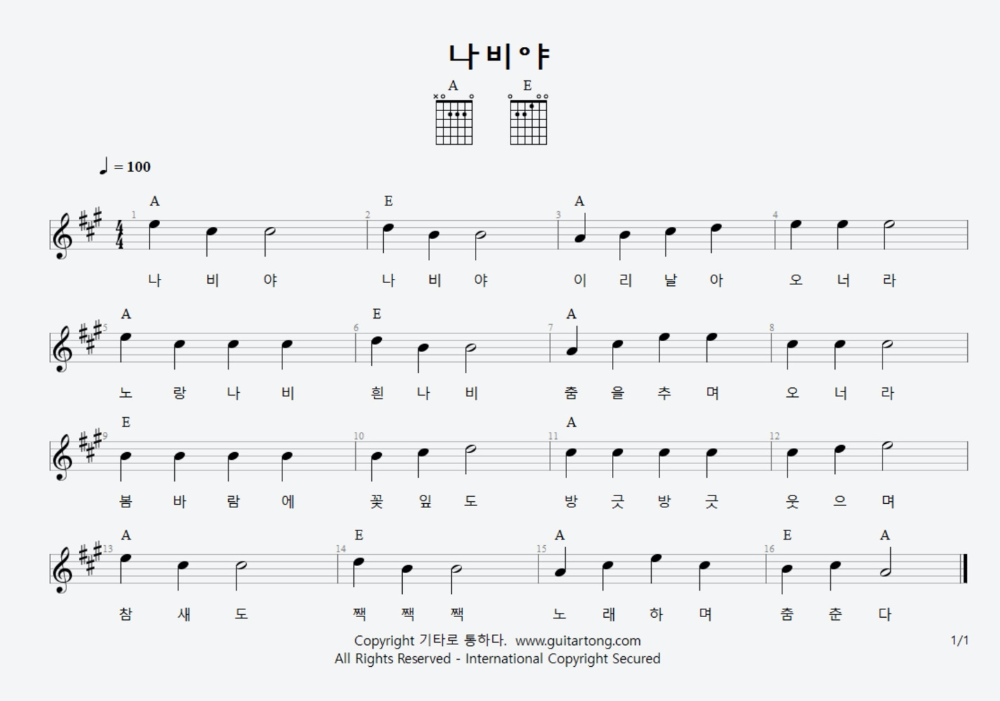 나비야
A E
= 100
A E A
1 2 3 4
4
4
나 비 야 나 비 야 이 리 날 아 오 너 라
A E A
5 6 7 8
노 랑 나 비 흰 나 비 춤 을 추 며 오 너 라
E A
9 10 11 12
봄 바 람 에 꽃 잎 도 방 긋 방 긋 웃 으 며
A E A E A
13 14 15 16
참 새 도 짹 짹 짹 노 래 하 며 춤 춘 다
Copyright 기타로 통하다. www.guitartong.com 1/1
All Rights Reserved - International Copyright Secured